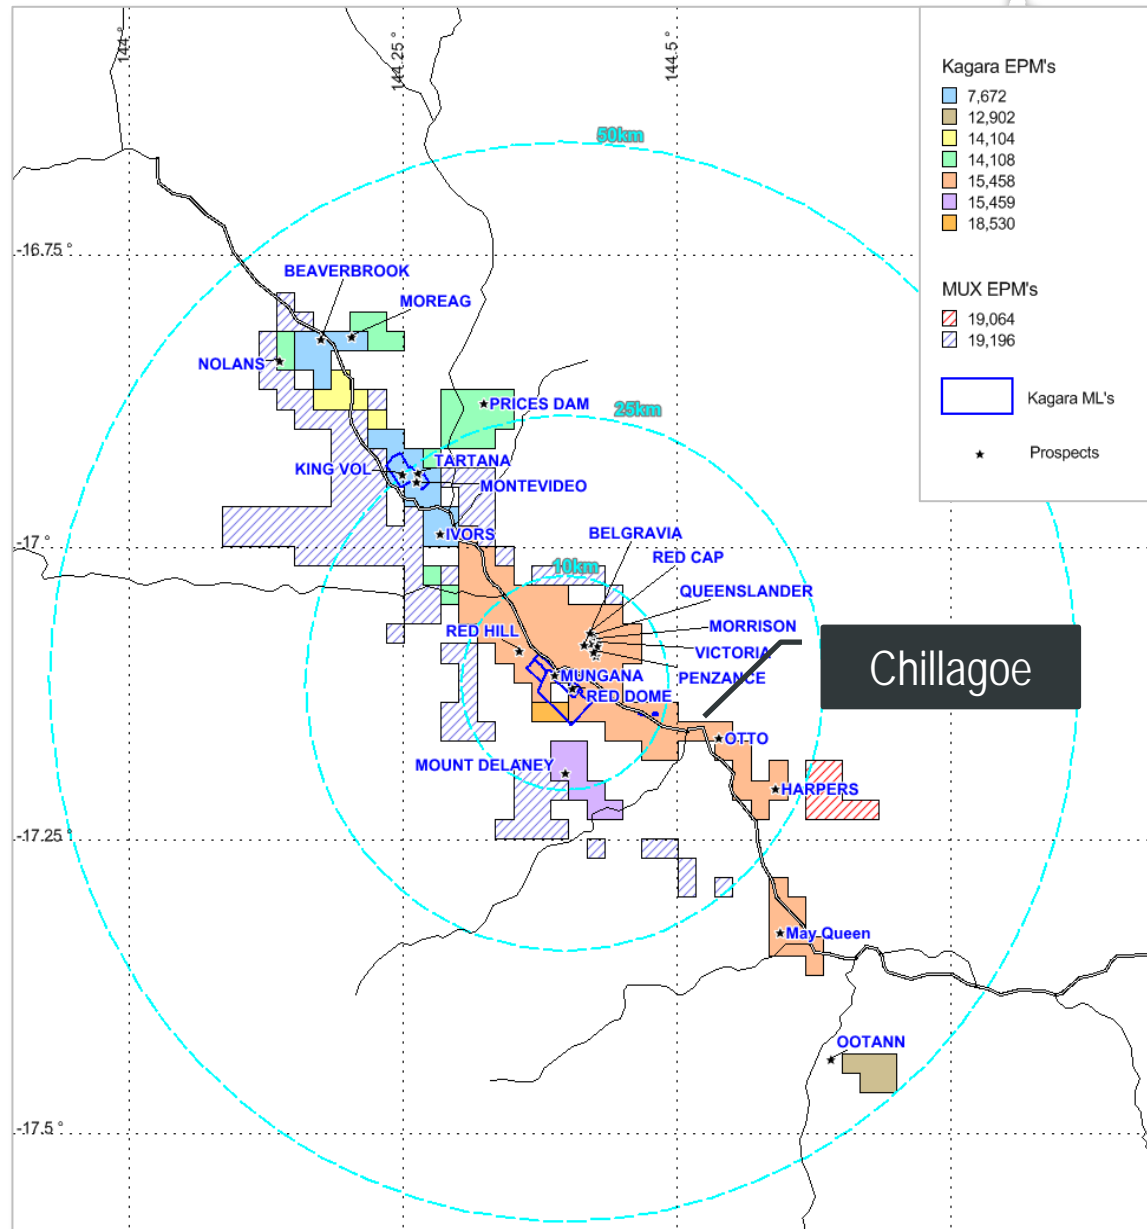 144 °
144.25 °
144.5 °
Kagara EPM's
7,672
12,902
14,104
14,108
15,458
15,459
18,530
MUX EPM's
19,064
19,196
Kagara ML's
Prospects
50km
-16.75 °
BEAVERBROOK
MOREAG
NOLANS
PRICES DAM
25km
TARTANA
KING VOL
MONTEVIDEO
IVORS
BELGRAVIA
-17 °
RED CAP
10km
QUEENSLANDER
MORRISON
RED HILL
VICTORIA
Chillagoe
MUNGANA
PENZANCE
RED DOME
OTTO
MOUNT DELANEY
HARPERS
-17.25 °
May Queen
OOTANN
-17.5 °